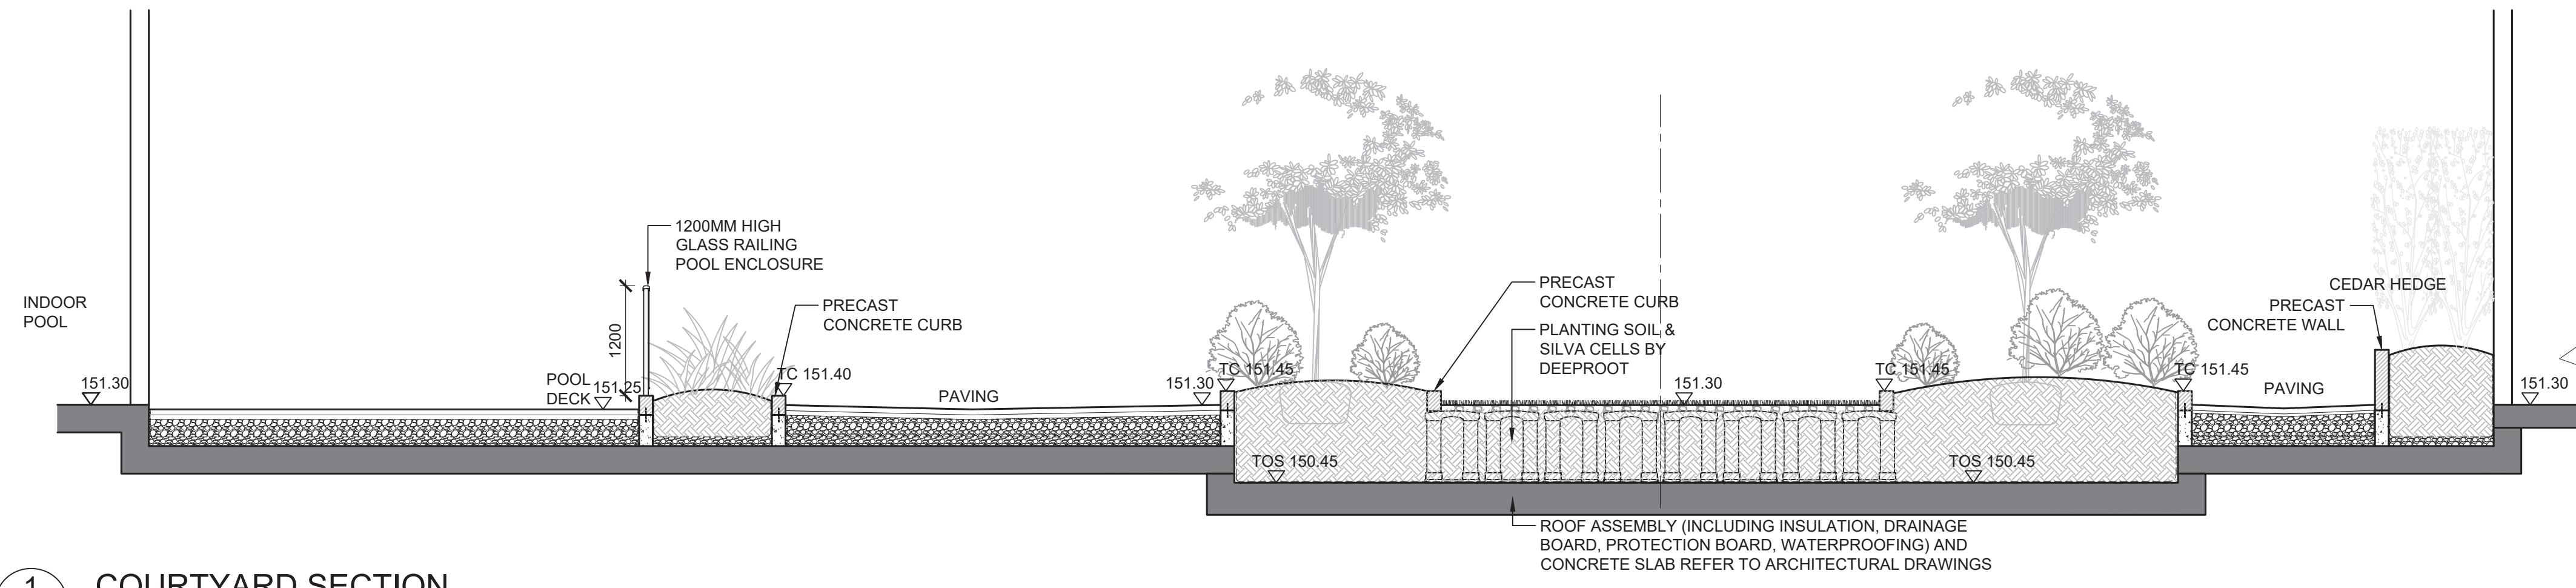 1200MM HIGH
GLASS RAILING
POOL ENCLOSURE
INDOOR
POOL
1200
PRECAST
CONCRETE CURB
PRECAST
CONCRETE CURB
PLANTING SOIL &
SILVA CELLS BY
DEEPROOT
CEDAR HEDGE
PRECAST
CONCRETE WALL
151.30
POOL
DECK
151.25
TC 151.40
PAVING
151.30
TC 151.45
151.30
TC 151.45
TC 151.45
PAVING
151.30
TOS 150.45
TOS 150.45
ROOF ASSEMBLY (INCLUDING INSULATION, DRAINAGE
BOARD, PROTECTION BOARD, WATERPROOFING) AND
CONCRETE SLAB REFER TO ARCHITECTURAL DRAWINGS
1
COURTYARD SECTION